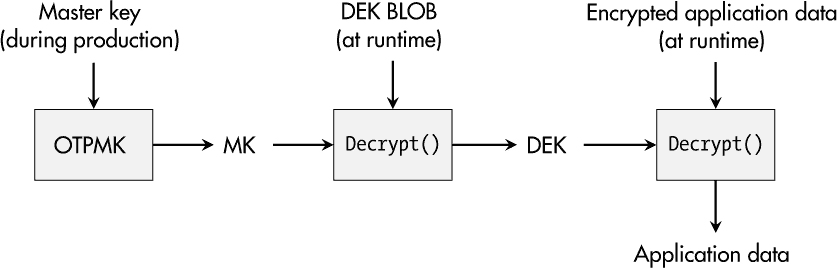 Master key
(during production)
DEK BLOB
(at runtime)
Encrypted application data
(at runtime)
OTPMK
MK
Decrypt()
DEK
Decrypt()
Application data